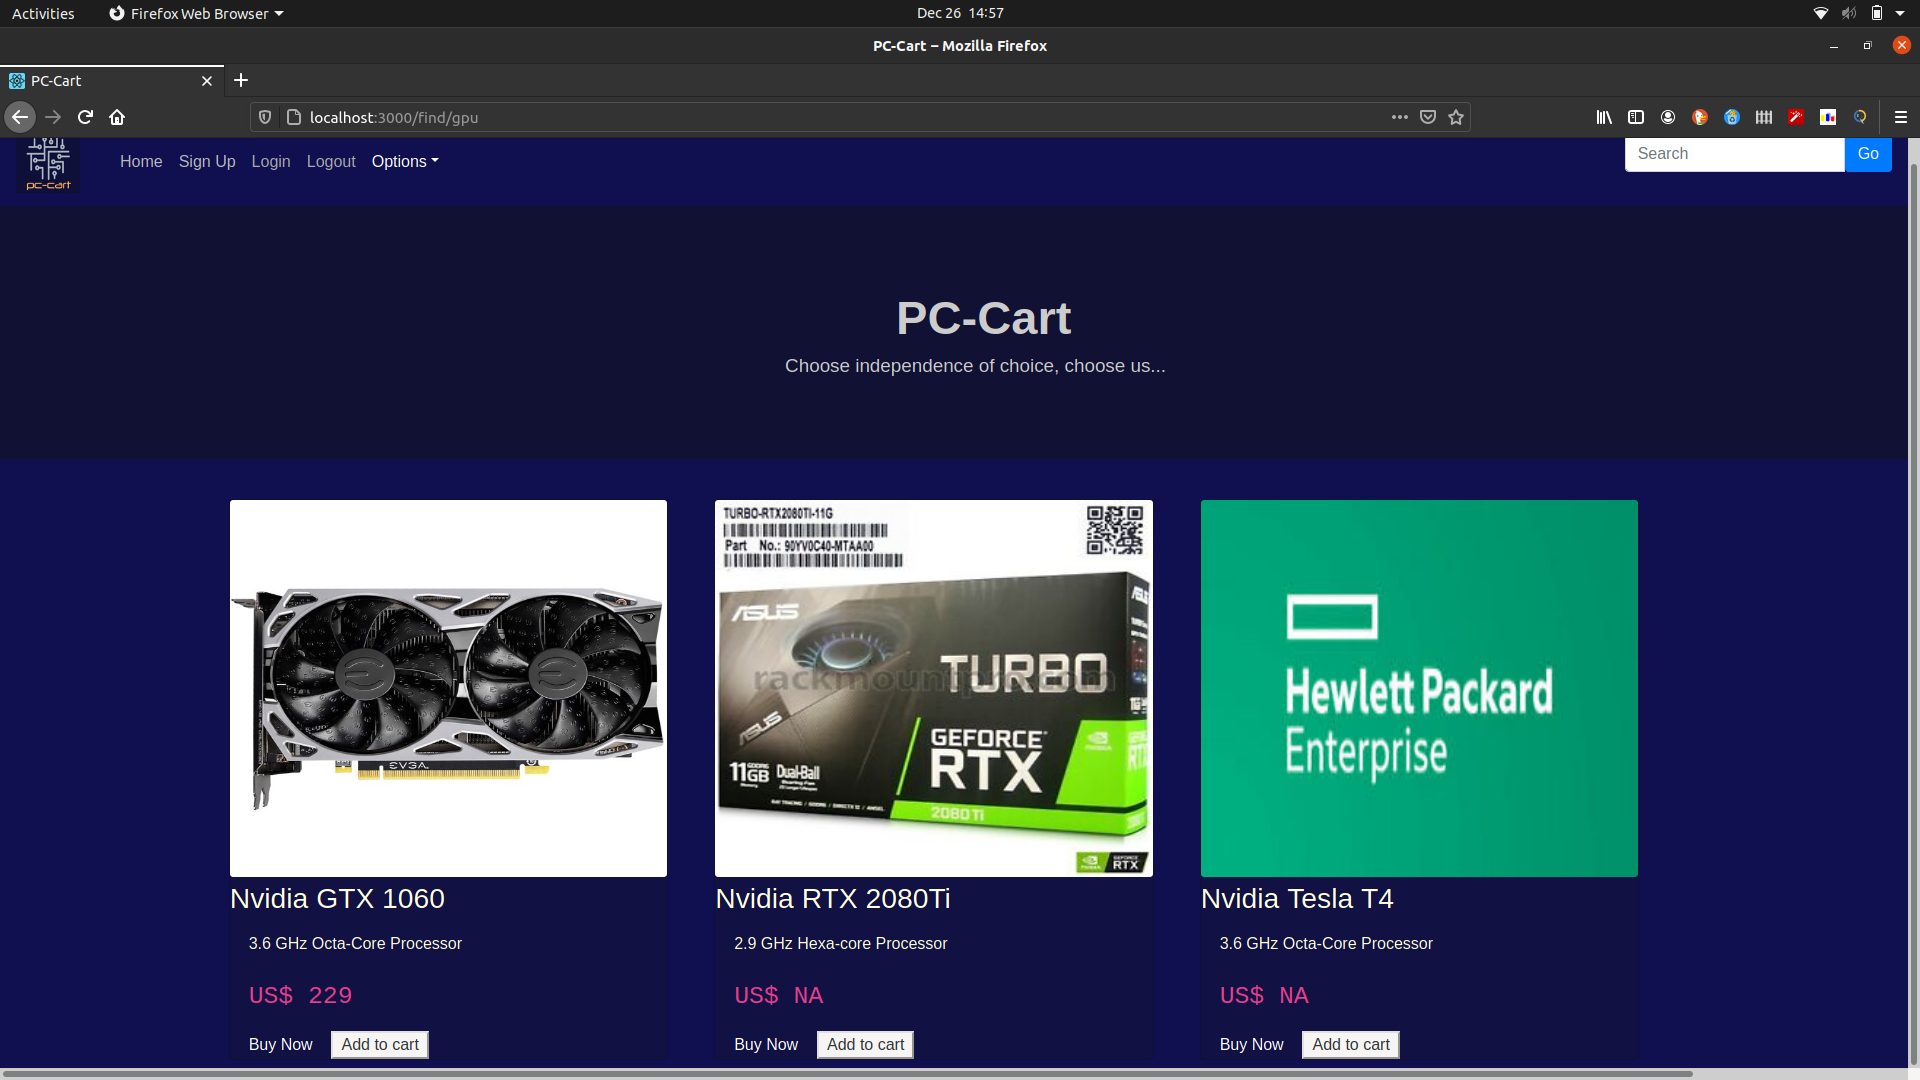 Activities Firefox Web Browser Dec 26 14:57
PC-Cart – Mozilla Firefox
PC-Cart
localhost:3000/find/gpu
pc-cart
Home Sign Up Login Logout Options
Search Go
PC-Cart
Choose independence of choice, choose us...
EVGA
TURBO-RTX2080TI-11G
Part No.: 90YV0C40-MTAA00
ASUS
TURBO
rackmountpro.com
ASUS
GEFORCE
RTX
11GB Dual-Ball
2080 Ti
NVIDIA
GEFORCE
RTX
Hewlett Packard
Enterprise
Nvidia GTX 1060
3.6 GHz Octa-Core Processor
US$ 229
Buy Now Add to cart
Nvidia RTX 2080Ti
2.9 GHz Hexa-core Processor
US$ NA
Buy Now Add to cart
Nvidia Tesla T4
3.6 GHz Octa-Core Processor
US$ NA
Buy Now Add to cart